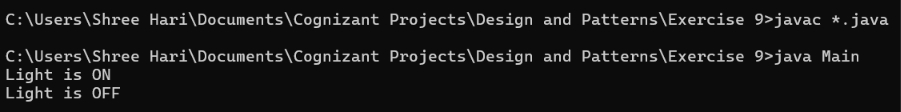 C:\Users\Shree Hari\Documents\Cognizant Projects\Design and Patterns\Exercise 9>javac *.java
C:\Users\Shree Hari\Documents\Cognizant Projects\Design and Patterns\Exercise 9>java Main
Light is ON
Light is OFF